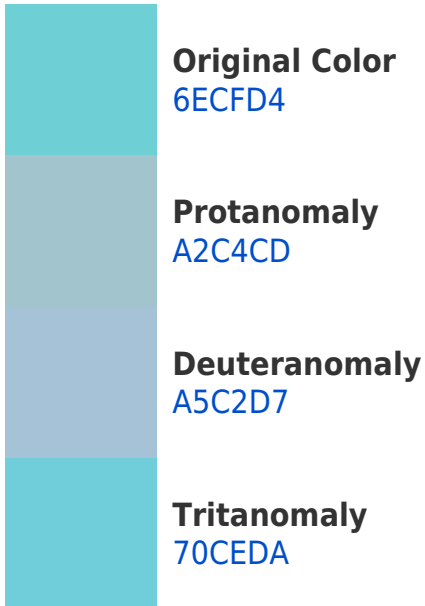 Original Color
6ECFD4
Protanomaly
A2C4CD
Deuteranomaly
A5C2D7
Tritanomaly
70CEDA